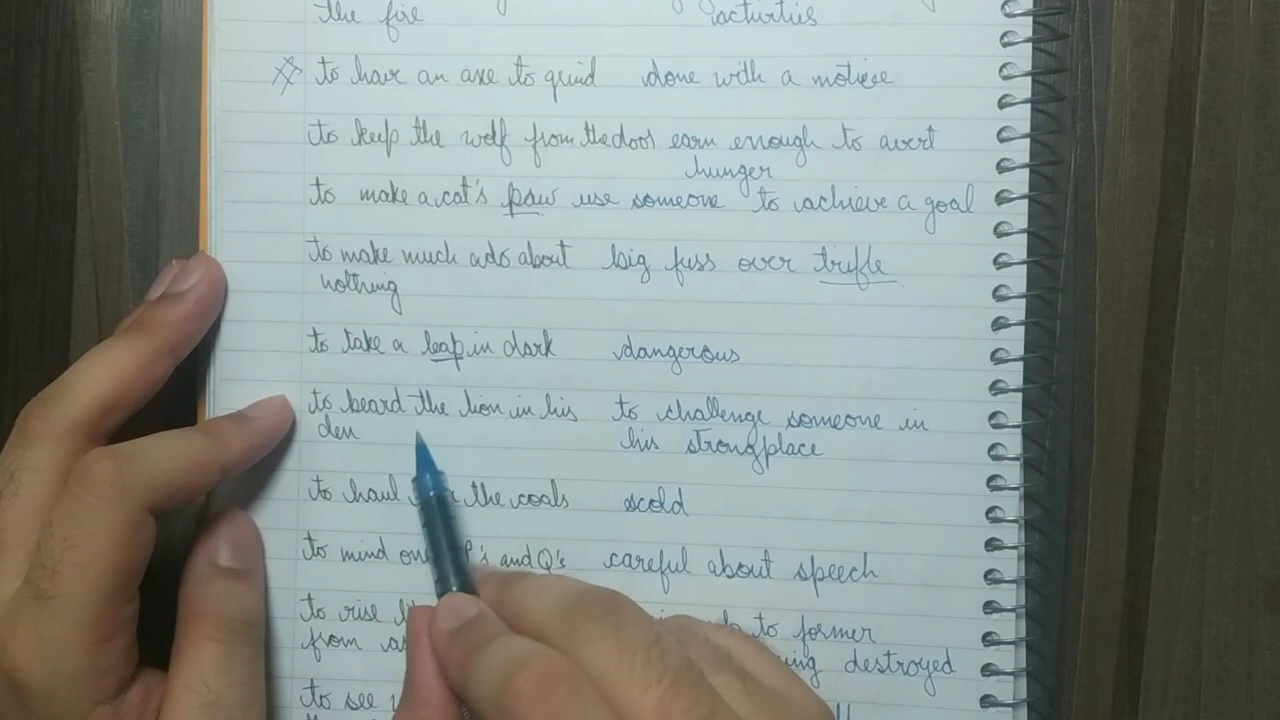 the fire activities
to have an axe to grind done with a motive
to keep the wolf from the door earn enough to avert
hunger
to make a cat's paw use someone to achieve a goal
to make much ado about big fuss over trifle
nothing
to take a leap in dark dangerous
to beard the lion in his to challenge someone in
den his strongplace
to haul the coals scold
to mind P's and Q's careful about speech
to rise to former
from destroyed
to see